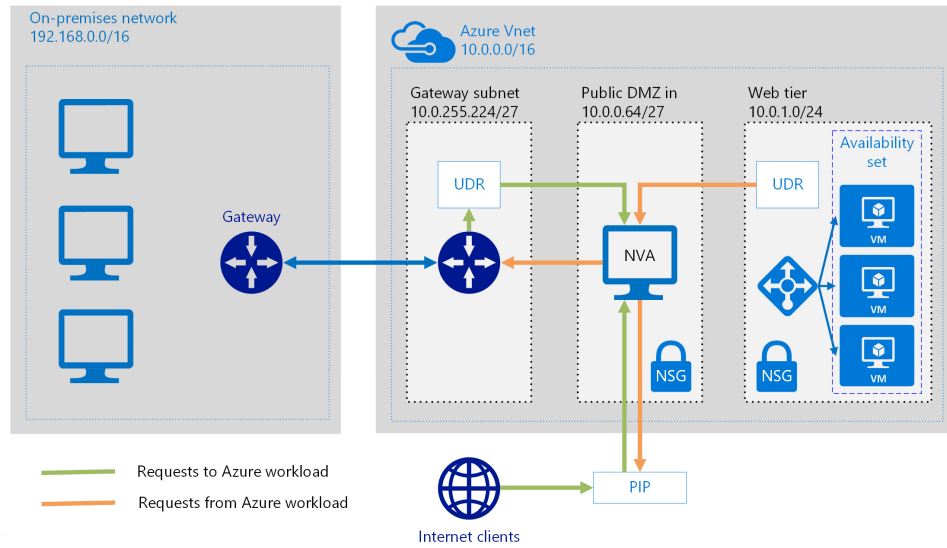 On-premises network
192.168.0.0/16
Gateway
Azure Vnet
10.0.0.0/16
Gateway subnet
10.0.255.224/27
UDR
Public DMZ in
10.0.0.64/27
NVA
NSG
Web tier
10.0.1.0/24
UDR
NSG
Availability
set
VM
VM
VM
Requests to Azure workload
Requests from Azure workload
Internet clients
PIP